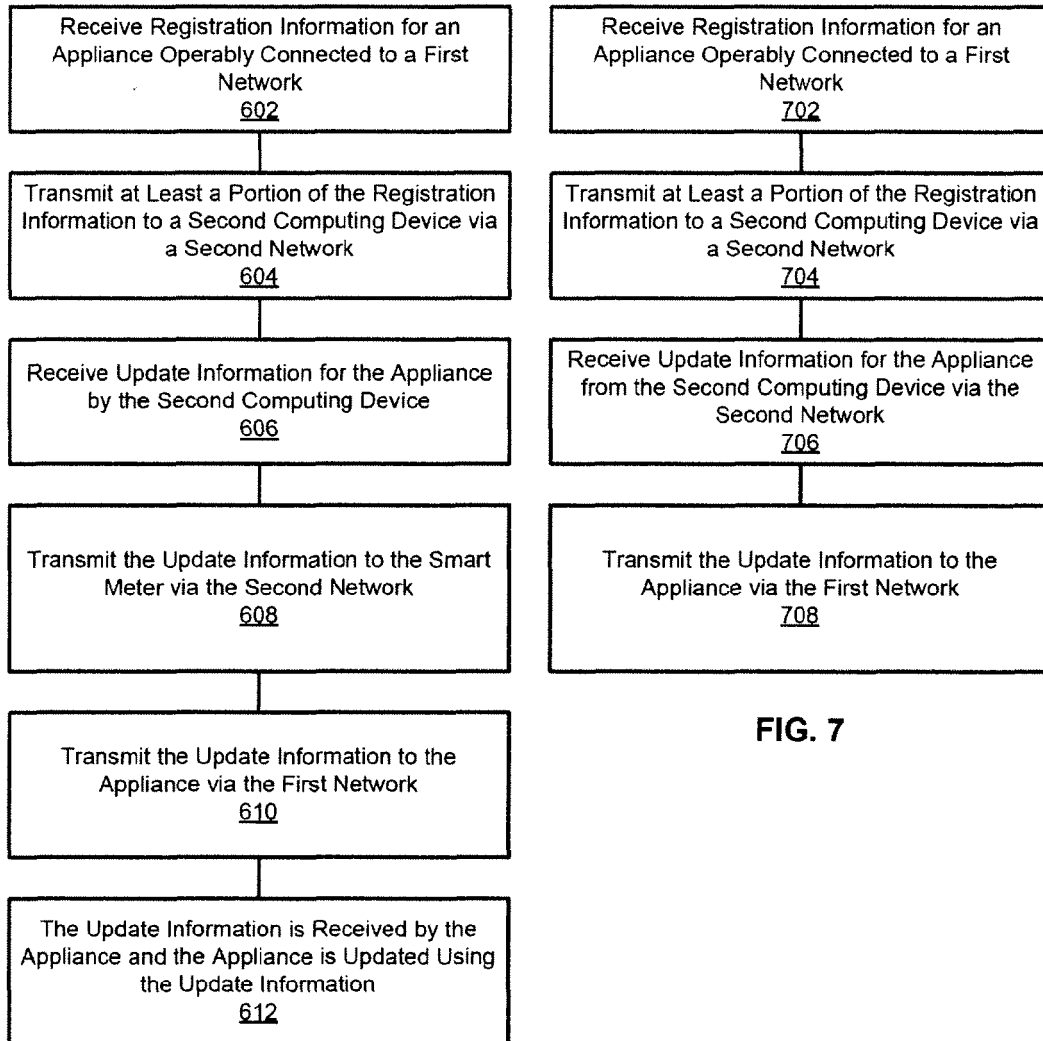 Receive Registration Information for an
Appliance Operably Connected to a First
Network
602
Transmit at Least a Portion of the Registration
Information to a Second Computing Device via
a Second Network
604
Receive Update Information for the Appliance
by the Second Computing Device
606
Transmit the Update Information to the Smart
Meter via the Second Network
608
Transmit the Update Information to the
Appliance via the First Network
610
The Update Information is Received by the
Appliance and the Appliance is Updated Using
the Update Information
612
Receive Registration Information for an
Appliance Operably Connected to a First
Network
702
Transmit at Least a Portion of the Registration
Information to a Second Computing Device via
a Second Network
704
Receive Update Information for the Appliance
from the Second Computing Device via the
Second Network
706
Transmit the Update Information to the
Appliance via the First Network
708
FIG. 7